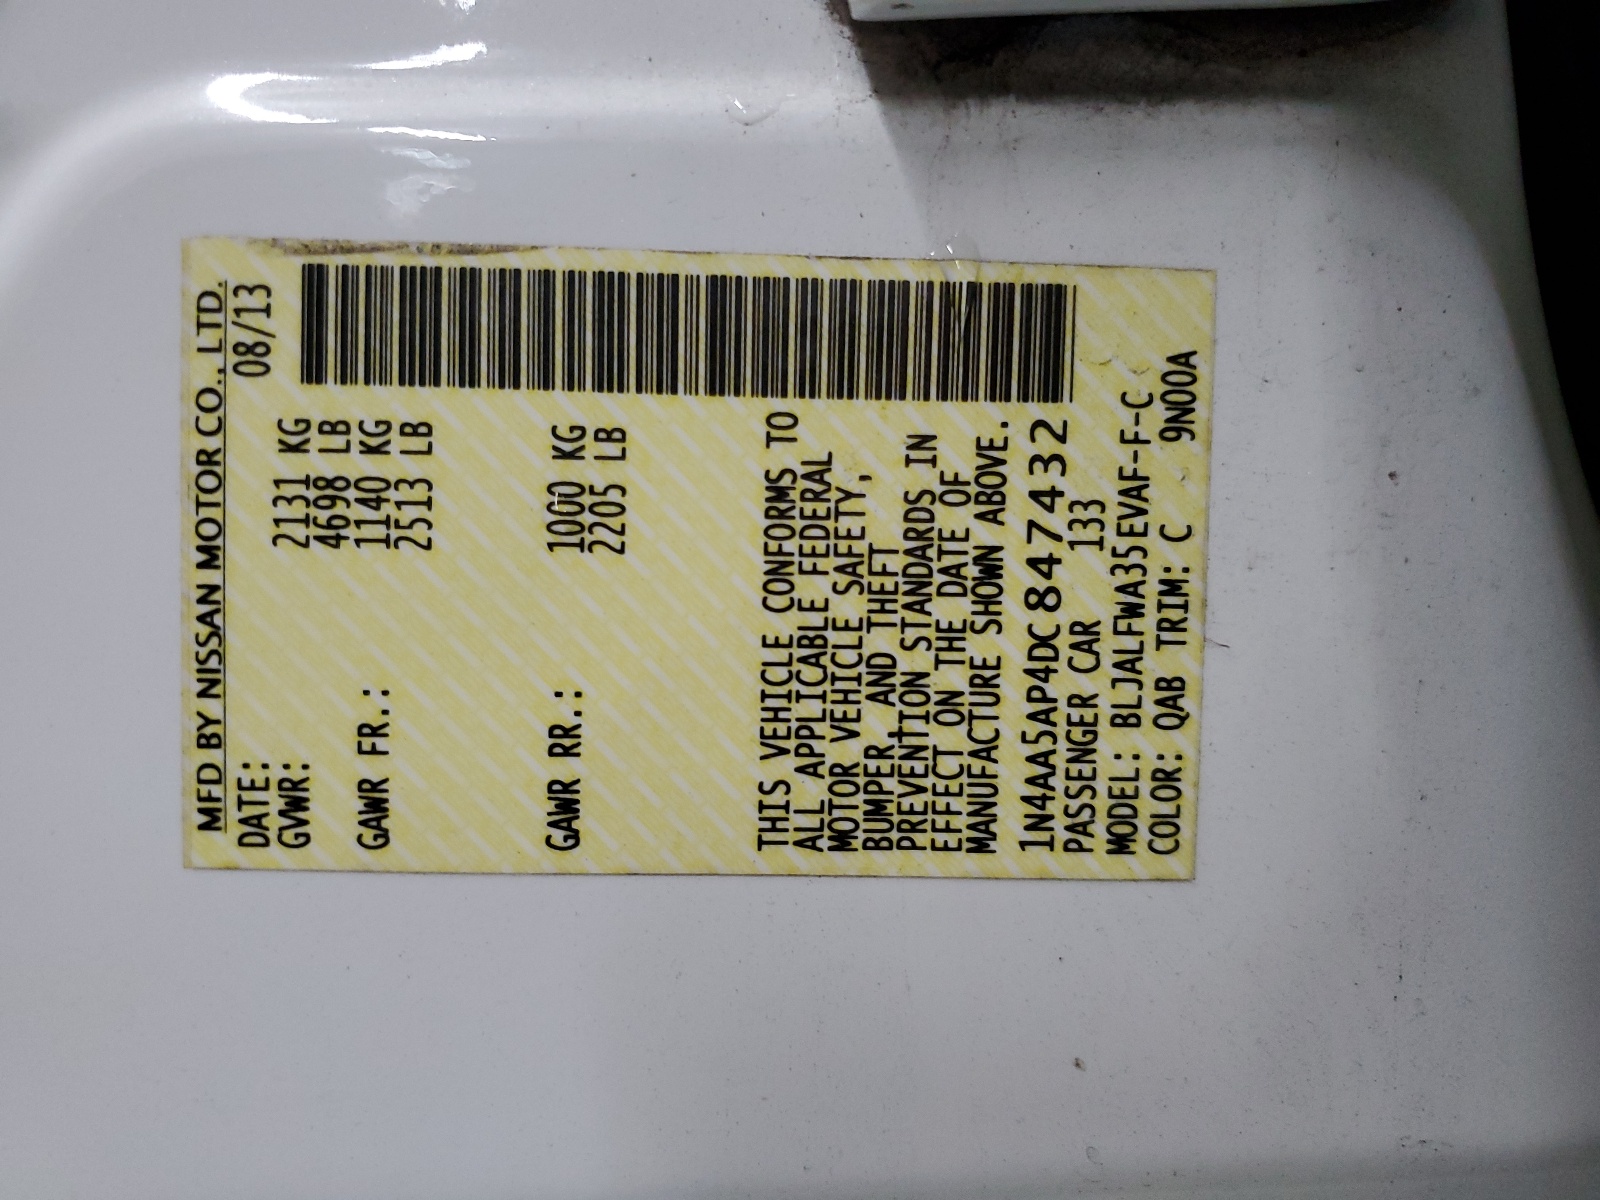 MFD BY NISSAN MOTOR CO., LTD.
DATE: 08/13
GVWR: 2131 KG
4698 LB
GAWR FR.: 1140 KG
2513 LB
GAWR RR.: 1000 KG
2205 LB
THIS VEHICLE CONFORMS TO
ALL APPLICABLE FEDERAL
MOTOR VEHICLE SAFETY,
BUMPER, AND THEFT
PREVENTION STANDARDS IN
EFFECT ON THE DATE OF
MANUFACTURE SHOWN ABOVE.
1N4AA5AP4DC847432
PASSENGER CAR 133
MODEL: BLJALFWA35EVAF-F-C
COLOR: QAB TRIM: C 9N00A